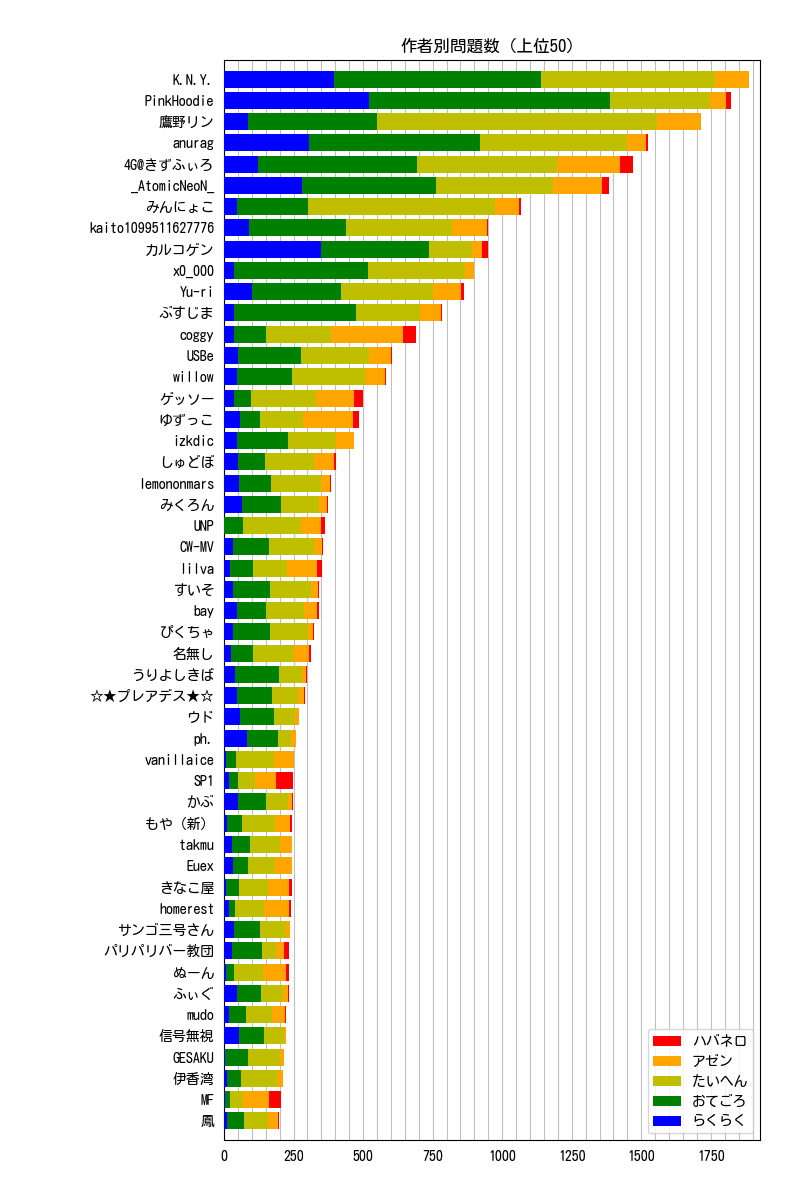 作者別問題数（上位50）
K.N.Y.
PinkHoodie
鷹野リン
anurag
4G@きずふぃろ
_AtomicNeoN_
みんにょこ
kaito1099511627776
カルコゲン
x0_000
Yu-ri
ぶすじま
coggy
USBe
willow
ゲッソー
ゆずっこ
izkdic
しゅどぼ
lemononmars
みくろん
UNP
CW-MV
lilva
すいそ
bay
ぴくちゃ
名無し
うりよしきば
☆★プレアデス★☆
ウド
ph.
vanillaice
SP1
かぶ
もや（新）
takmu
Euex
きなこ屋
homerest
サンゴ三号さん
パリパリバー教団
ぬーん
ふぃぐ
mudo
信号無視
GESAKU
伊香湾
MF
鳳
ハバネロ
アゼン
たいへん
おてごろ
らくらく
0 250 500 750 1000 1250 1500 1750